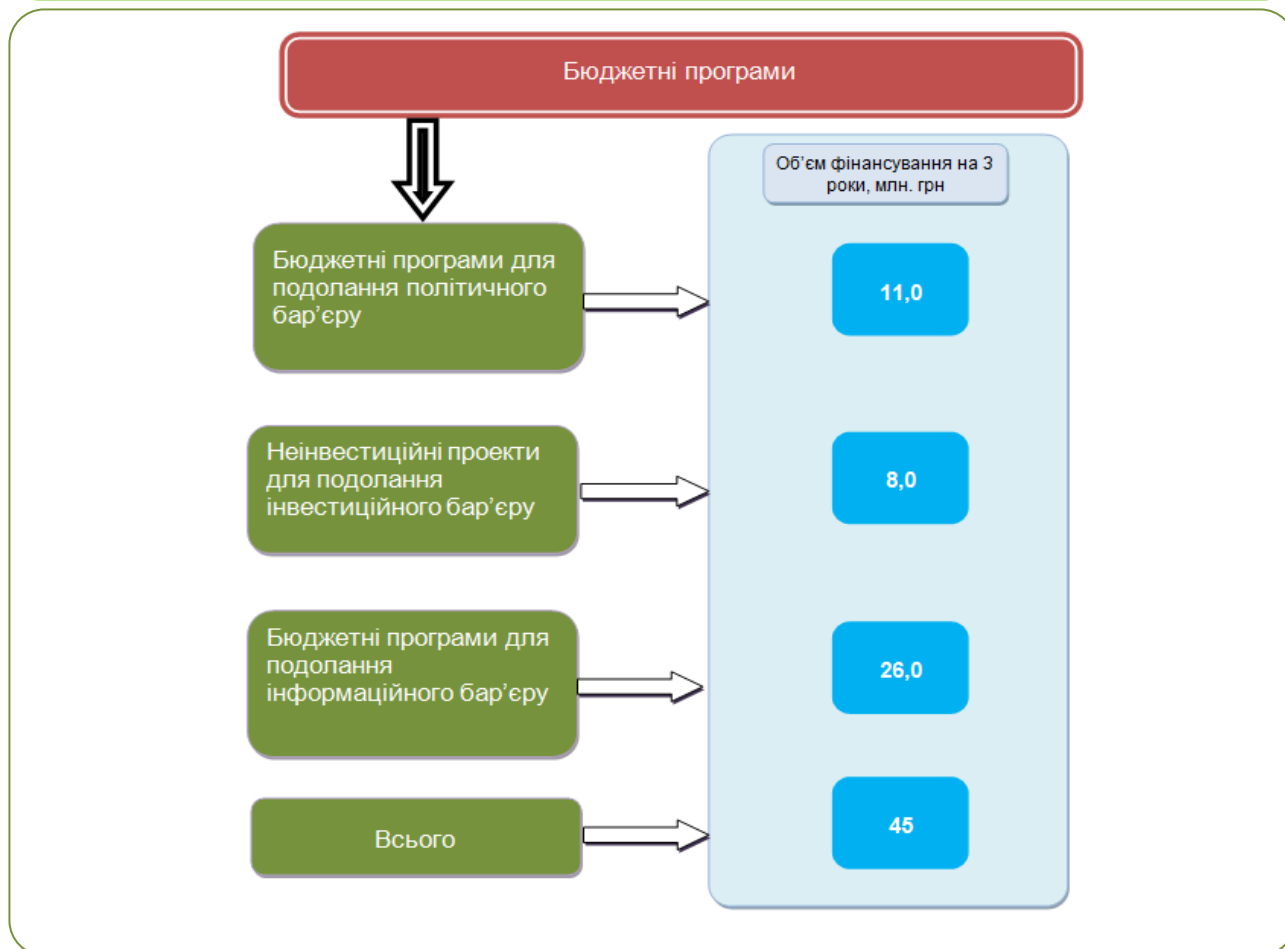 Бюджетні програми
Об’єм фінансування на 3
роки, млн. грн
Бюджетні програми для
подолання політичного
бар’єру
11,0
Неінвестиційні проекти
для подолання
інвестиційного бар’єру
8,0
Бюджетні програми для
подолання
інформаційного бар’єру
26,0
Всього
45